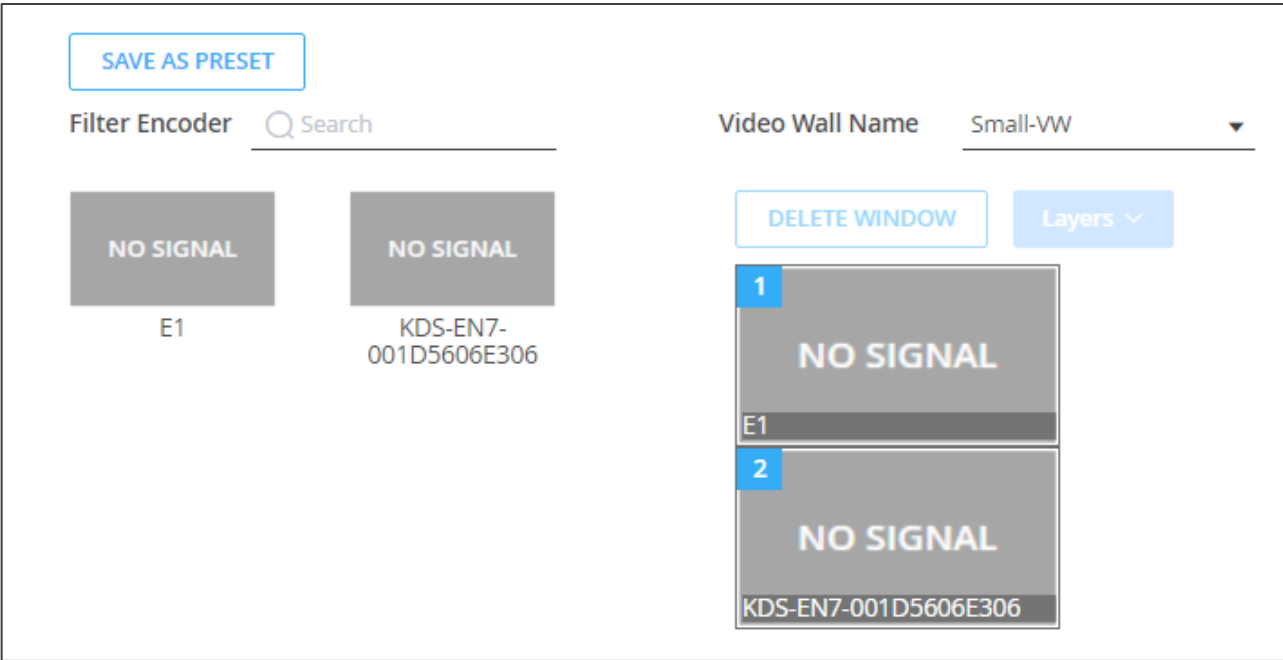 SAVE AS PRESET
Filter Encoder Search
Video Wall Name Small-VW
NO SIGNAL
E1
NO SIGNAL
KDS-EN7-
001D5606E306
DELETE WINDOW Layers
1
NO SIGNAL
E1
2
NO SIGNAL
KDS-EN7-001D5606E306